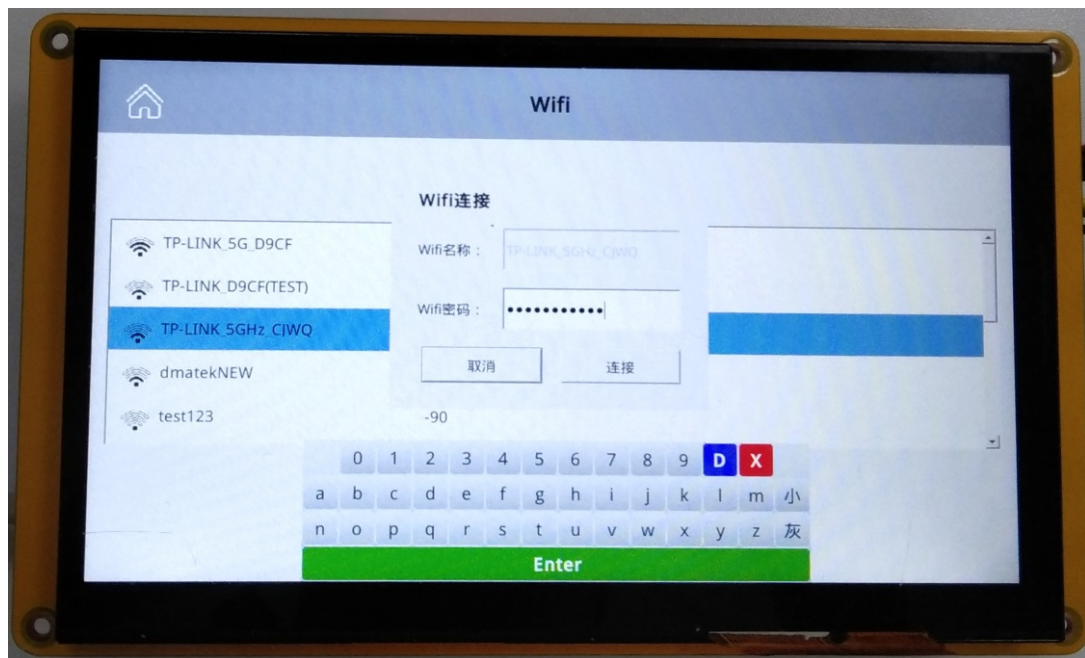 Wifi
Wifi连接
TP-LINK_5G_D9CF
Wifi名称：
TP-LINK_5GHz_CJWQ
TP-LINK_D9CF(TEST)
Wifi密码：
•••••••••••
TP-LINK_5GHz_CJWQ
取消 连接
dmatekNEW
test123 -90
0 1 2 3 4 5 6 7 8 9 D X
a b c d e f g h i j k l m 小
n o p q r s t u v w x y z 灰
Enter